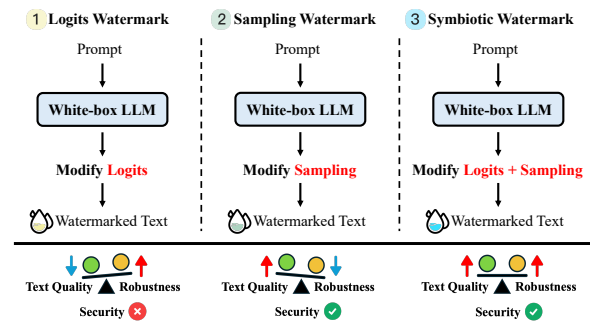 1 Logits Watermark
Prompt
White-box LLM
Modify Logits
Watermarked Text
Text Quality Robustness
Security
2 Sampling Watermark
Prompt
White-box LLM
Modify Sampling
Watermarked Text
Text Quality Robustness
Security
3 Symbiotic Watermark
Prompt
White-box LLM
Modify Logits + Sampling
Watermarked Text
Text Quality Robustness
Security